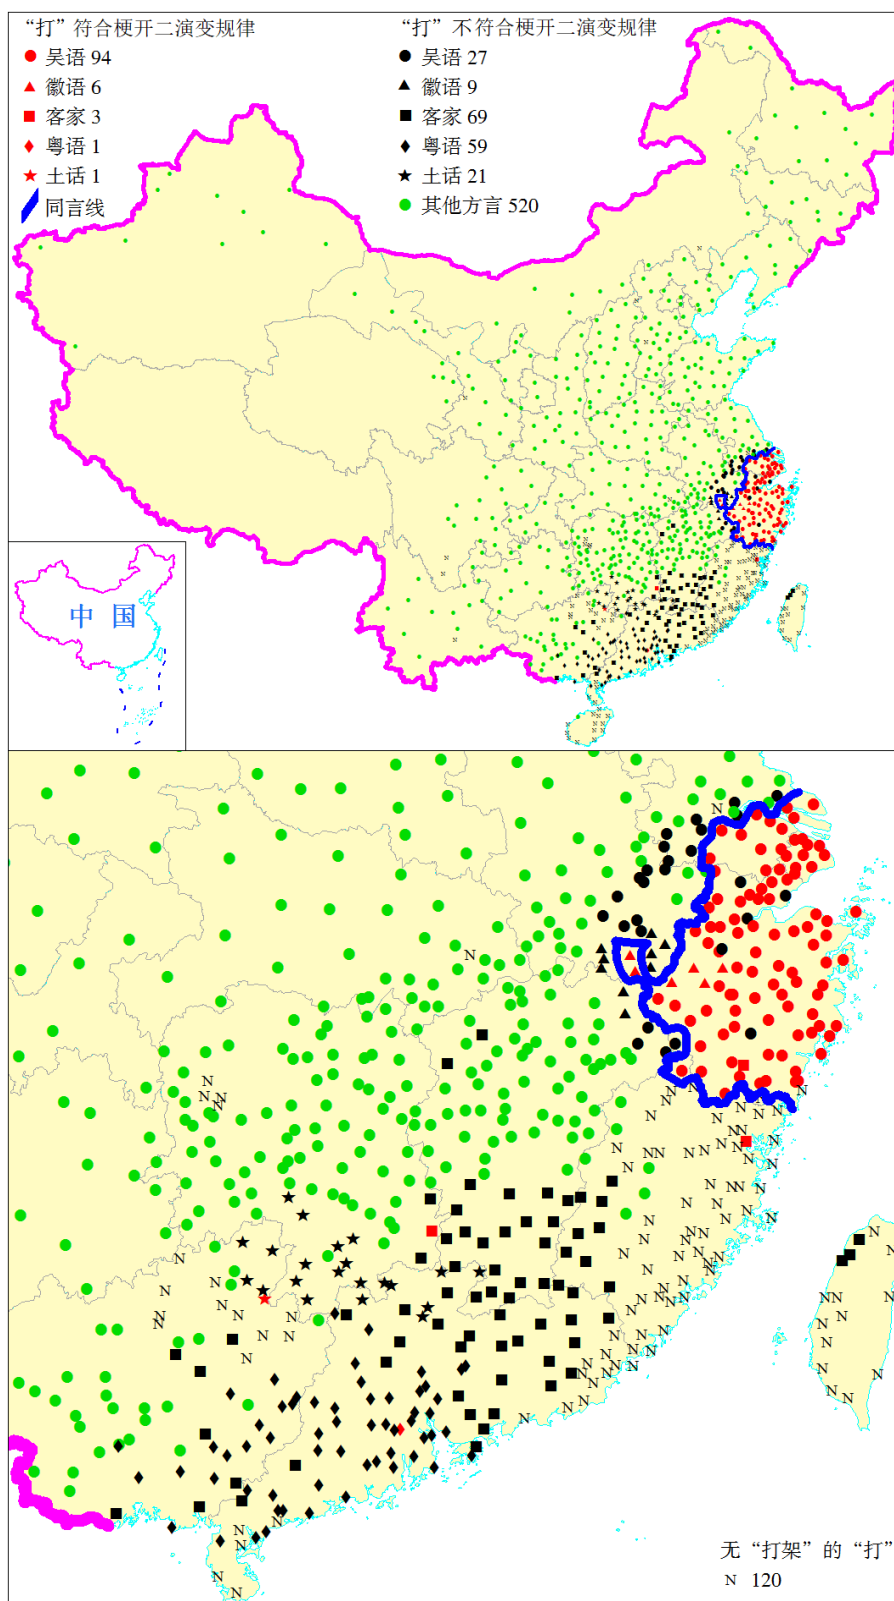 “打”符合梗开二演变规律
吴语 94
徽语 6
客家 3
粤语 1
土话 1
同言线
“打”不符合梗开二演变规律
吴语 27
徽语 9
客家 69
粤语 59
土话 21
其他方言 520
中 国
无“打架”的“打”
N 120